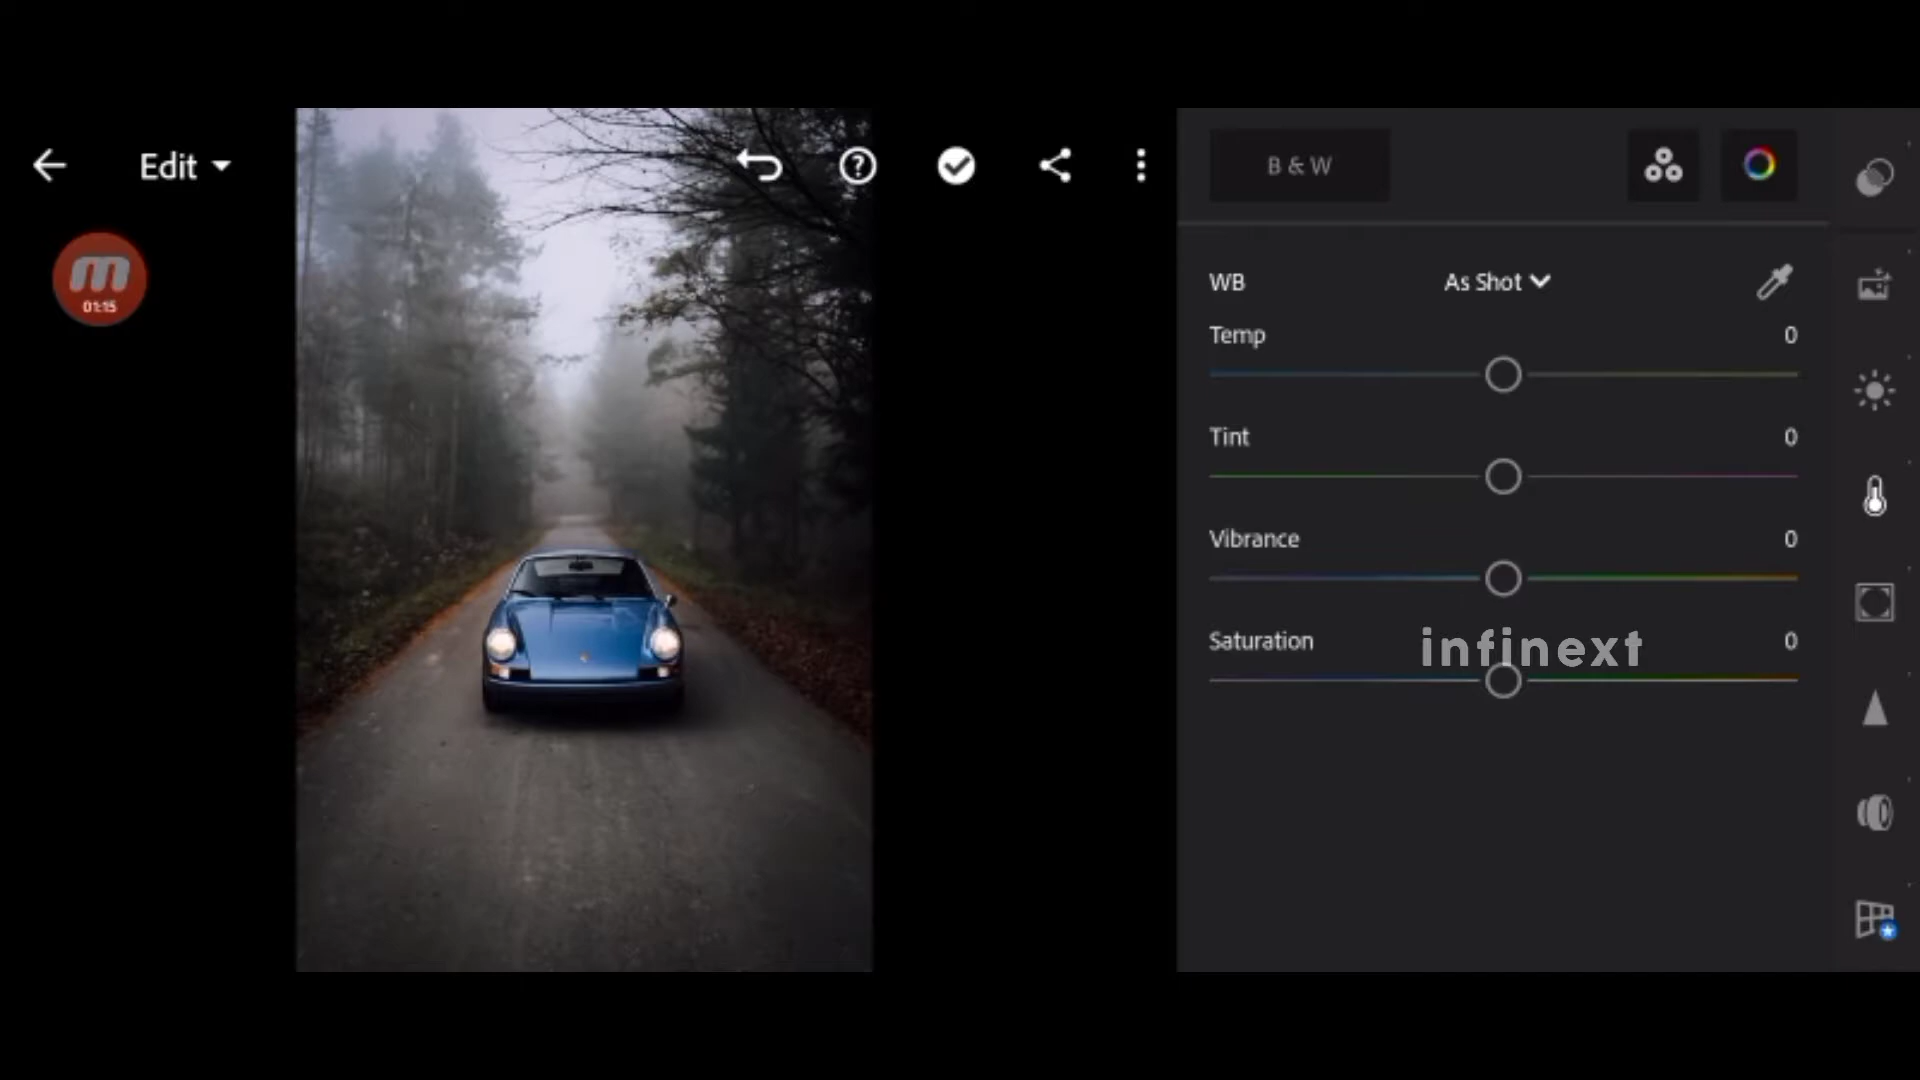 Edit
B & W
m
01:15
WB
As Shot
Temp
0
Tint
0
Vibrance
0
Saturation
0
infinext